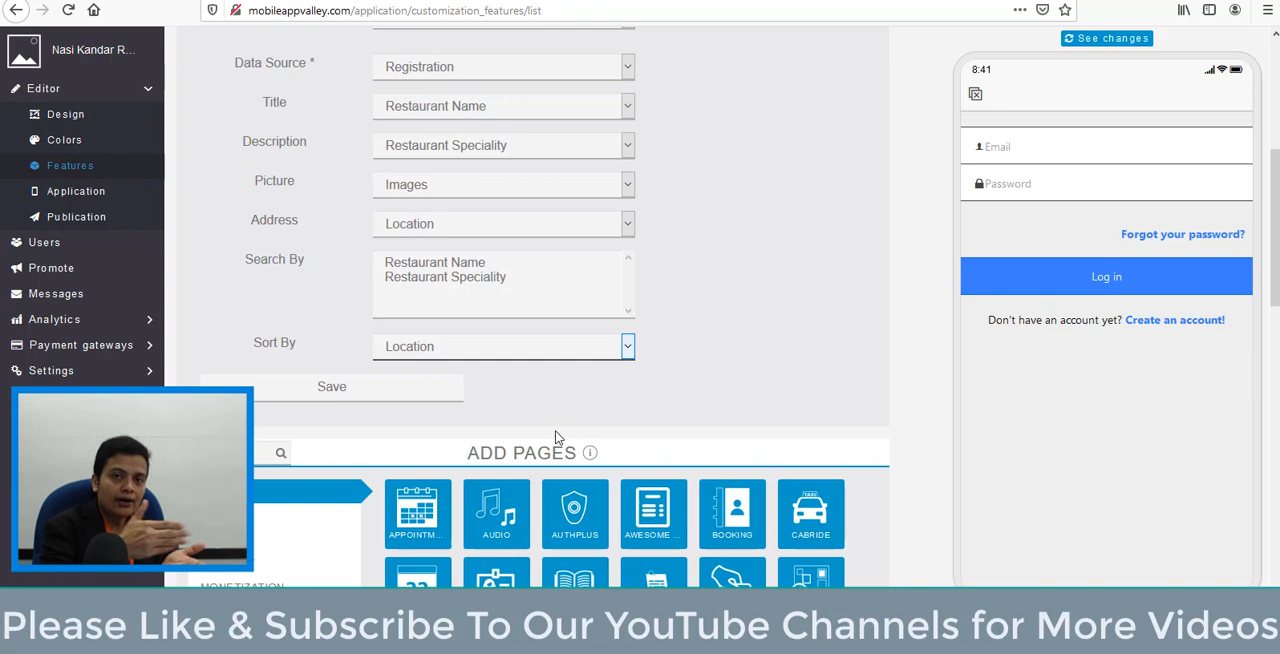 mobileappvalley.com/application/customization_features/list
Nasi Kandar R...
Editor
Design
Colors
Features
Application
Publication
Users
Promote
Messages
Analytics
Payment gateways
Settings
Data Source * Registration
Title Restaurant Name
Description Restaurant Speciality
Picture Images
Address Location
Search By Restaurant Name
Restaurant Speciality
Sort By Location
Save
ADD PAGES
APPOINTM...
AUDIO
AUTHPLUS
AWESOME ...
BOOKING
CABRIDE
MONETIZATION
See changes
8:41
Email
Password
Forgot your password?
Log in
Don't have an account yet? Create an account!
Please Like & Subscribe To Our YouTube Channels for More Videos